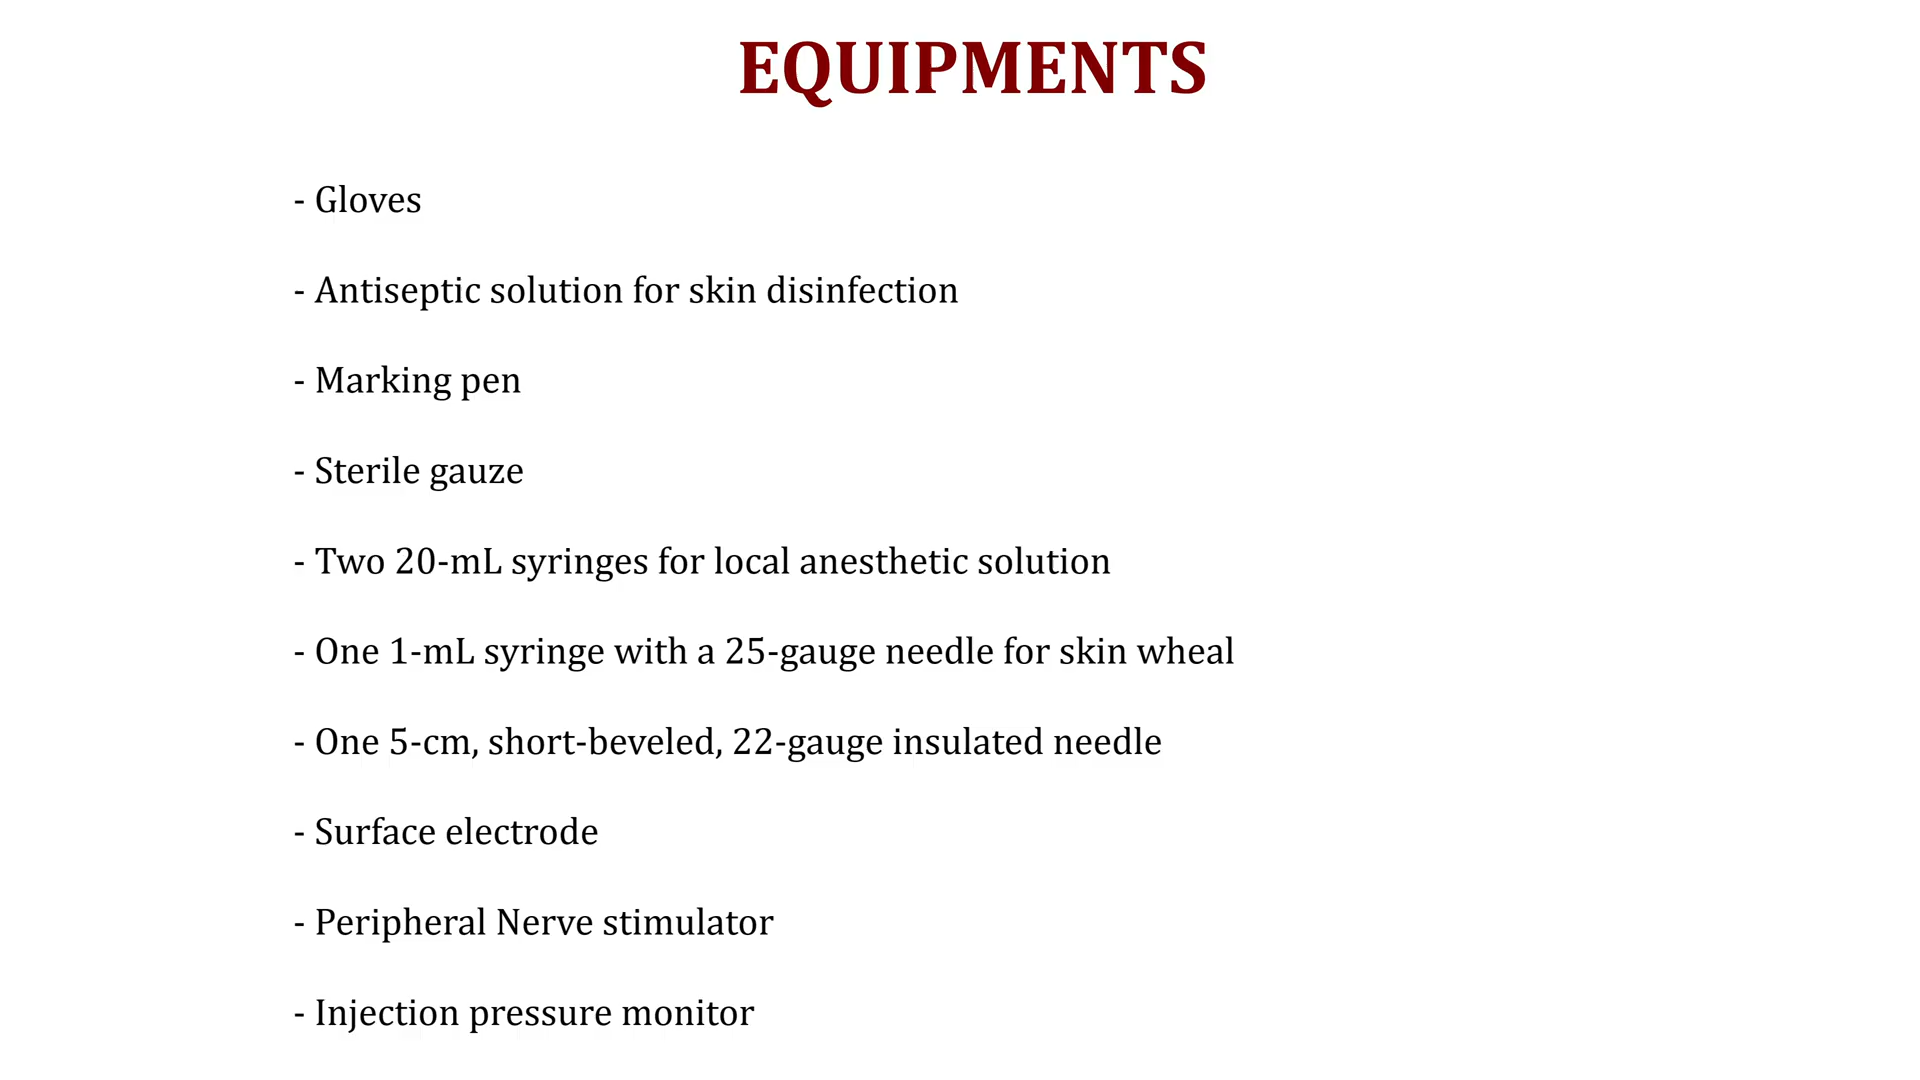 EQUIPMENTS
- Gloves
- Antiseptic solution for skin disinfection
- Marking pen
- Sterile gauze
- Two 20-mL syringes for local anesthetic solution
- One 1-mL syringe with a 25-gauge needle for skin wheal
- One 5-cm, short-beveled, 22-gauge insulated needle
- Surface electrode
- Peripheral Nerve stimulator
- Injection pressure monitor